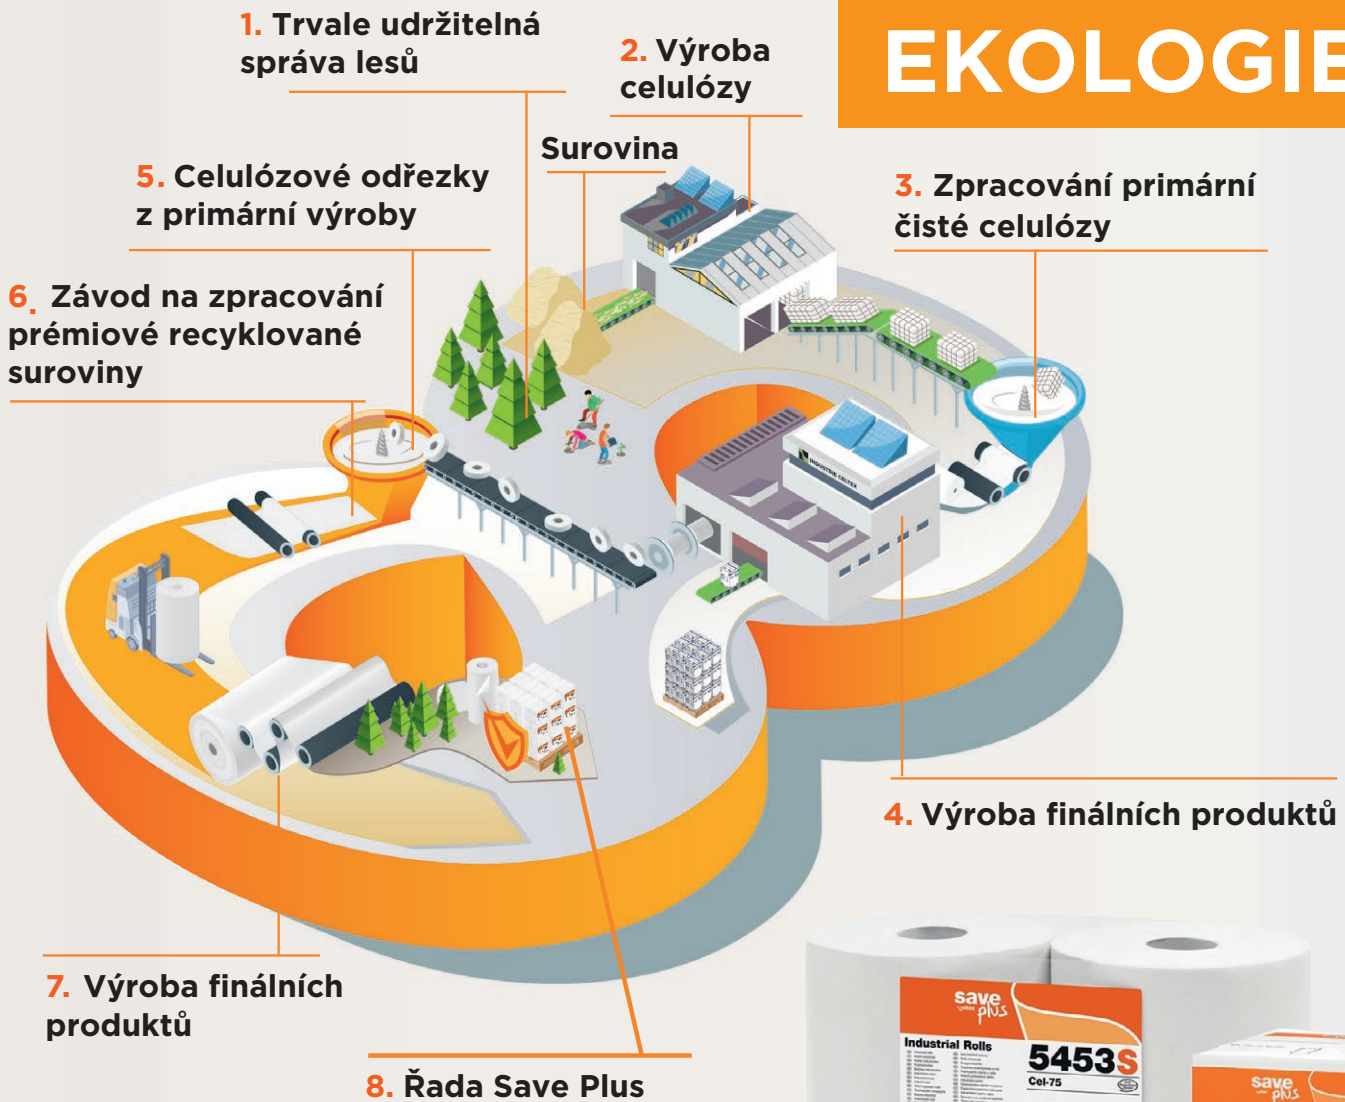 EKOLOGIE
1. Trvale udržitelná
správa lesů
2. Výroba
celulózy
Surovina
3. Zpracování primární
čisté celulózy
5. Celulózové odřezky
z primární výroby
6. Závod na zpracování
prémiové recyklované
suroviny
INDUSTRIE CELTEX
4. Výroba finálních produktů
7. Výroba finálních
produktů
8. Řada Save Plus
save
plus
Industrial Rolls
5453S
Cel-75
save
plus